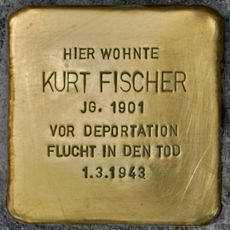 HIER WOHNTE
KURT FISCHER
JG. 1901
VOR DEPORTATION
FLUCHT IN DEN TOD
1.3.1943